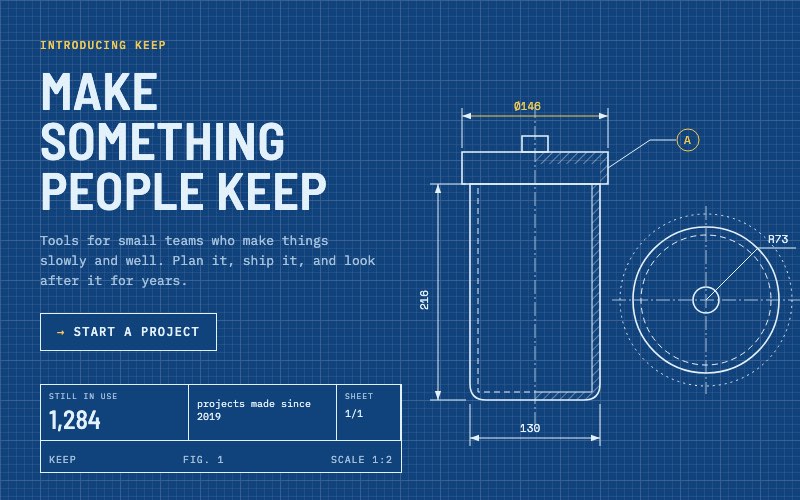 INTRODUCING KEEP
MAKE
SOMETHING
PEOPLE KEEP
Tools for small teams who make things
slowly and well. Plan it, ship it, and look
after it for years.
→ START A PROJECT
STILL IN USE
1,284
projects made since
2019
SHEET
1/1
KEEP
FIG. 1
SCALE 1:2
Ø146
A
216
130
R73